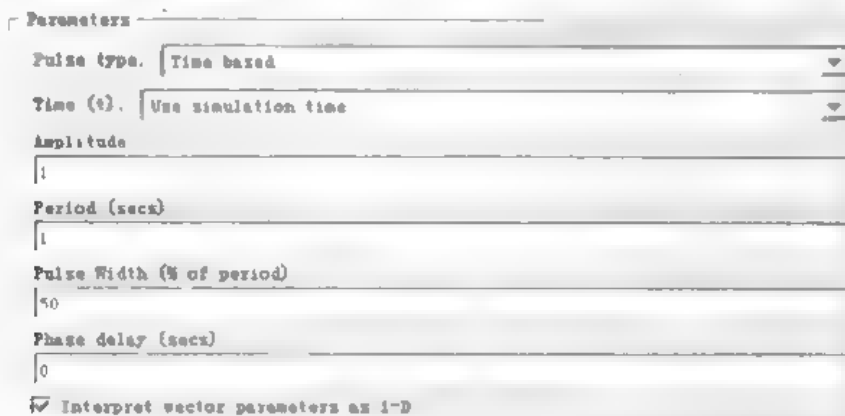 Parameters
Pulse type: Time based
Time (t): Use simulation time
Amplitude
1
Period (secs)
1
Pulse Width (% of period)
50
Phase delay (secs)
0
Interpret vector parameters as 1-D